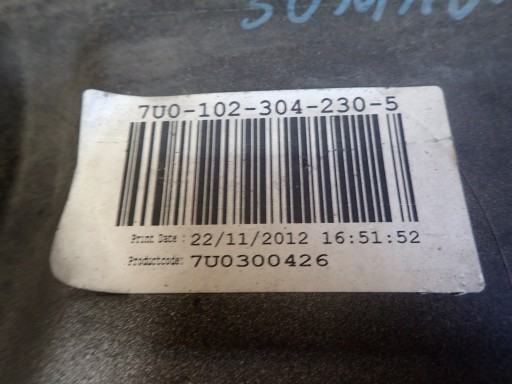 7U0-102-304-230-5
Print Date : 22/11/2012 16:51:52
Productcode: 7U0300426